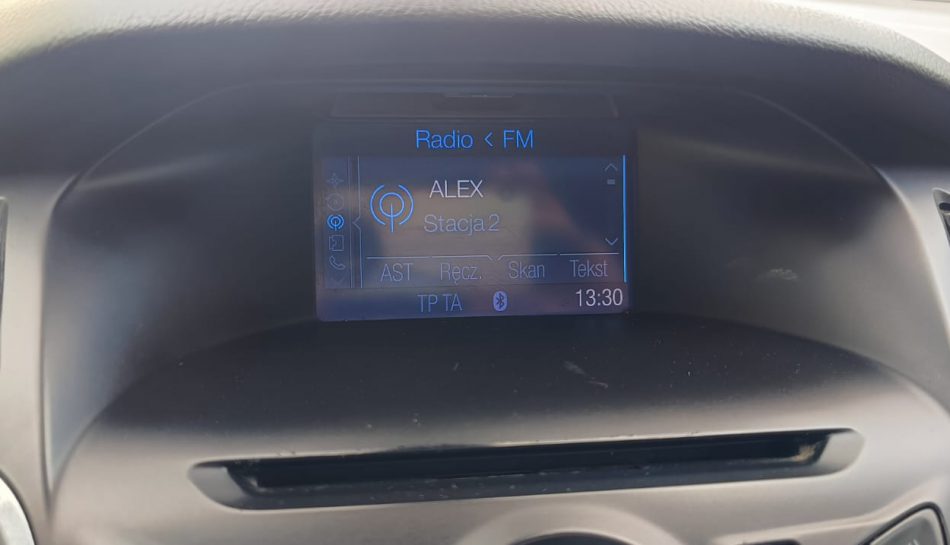 Radio < FM
ALEX
Stacja 2
AST Ręcz. Skan Tekst
TP TA 13:30